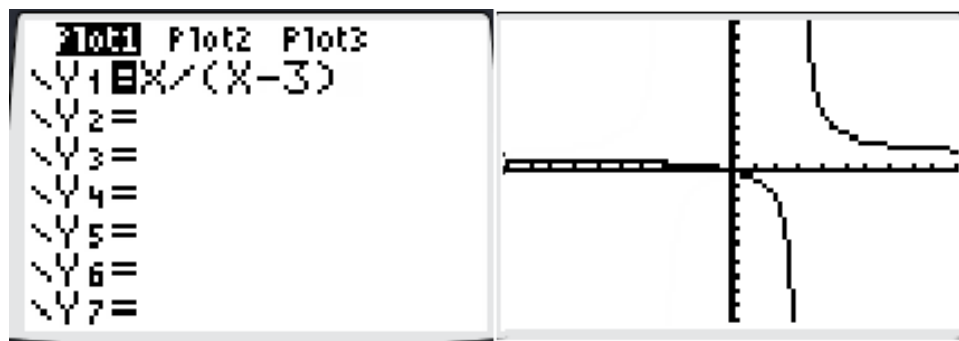 Plot1 Plot2 Plot3
\Y1=X/(X-3)
\Y2=
\Y3=
\Y4=
\Y5=
\Y6=
\Y7=